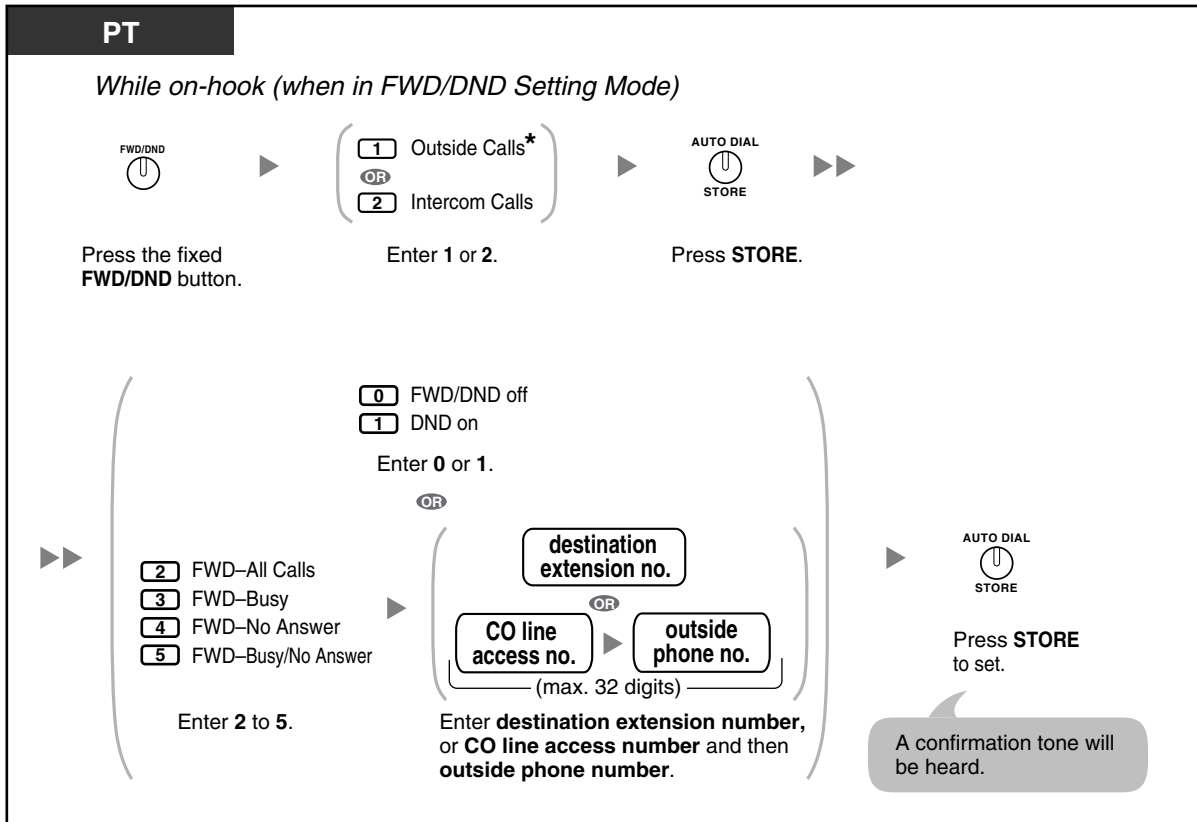 PT
While on-hook (when in FWD/DND Setting Mode)
FWD/DND
1 Outside Calls*
OR
2 Intercom Calls
AUTO DIAL
STORE
Press the fixed
FWD/DND button.
Enter 1 or 2.
Press STORE.
0 FWD/DND off
1 DND on
Enter 0 or 1.
OR
2 FWD–All Calls
3 FWD–Busy
4 FWD–No Answer
5 FWD–Busy/No Answer
Enter 2 to 5.
destination
extension no.
OR
CO line
access no.
outside
phone no.
(max. 32 digits)
Enter destination extension number,
or CO line access number and then
outside phone number.
AUTO DIAL
STORE
Press STORE
to set.
A confirmation tone will
be heard.